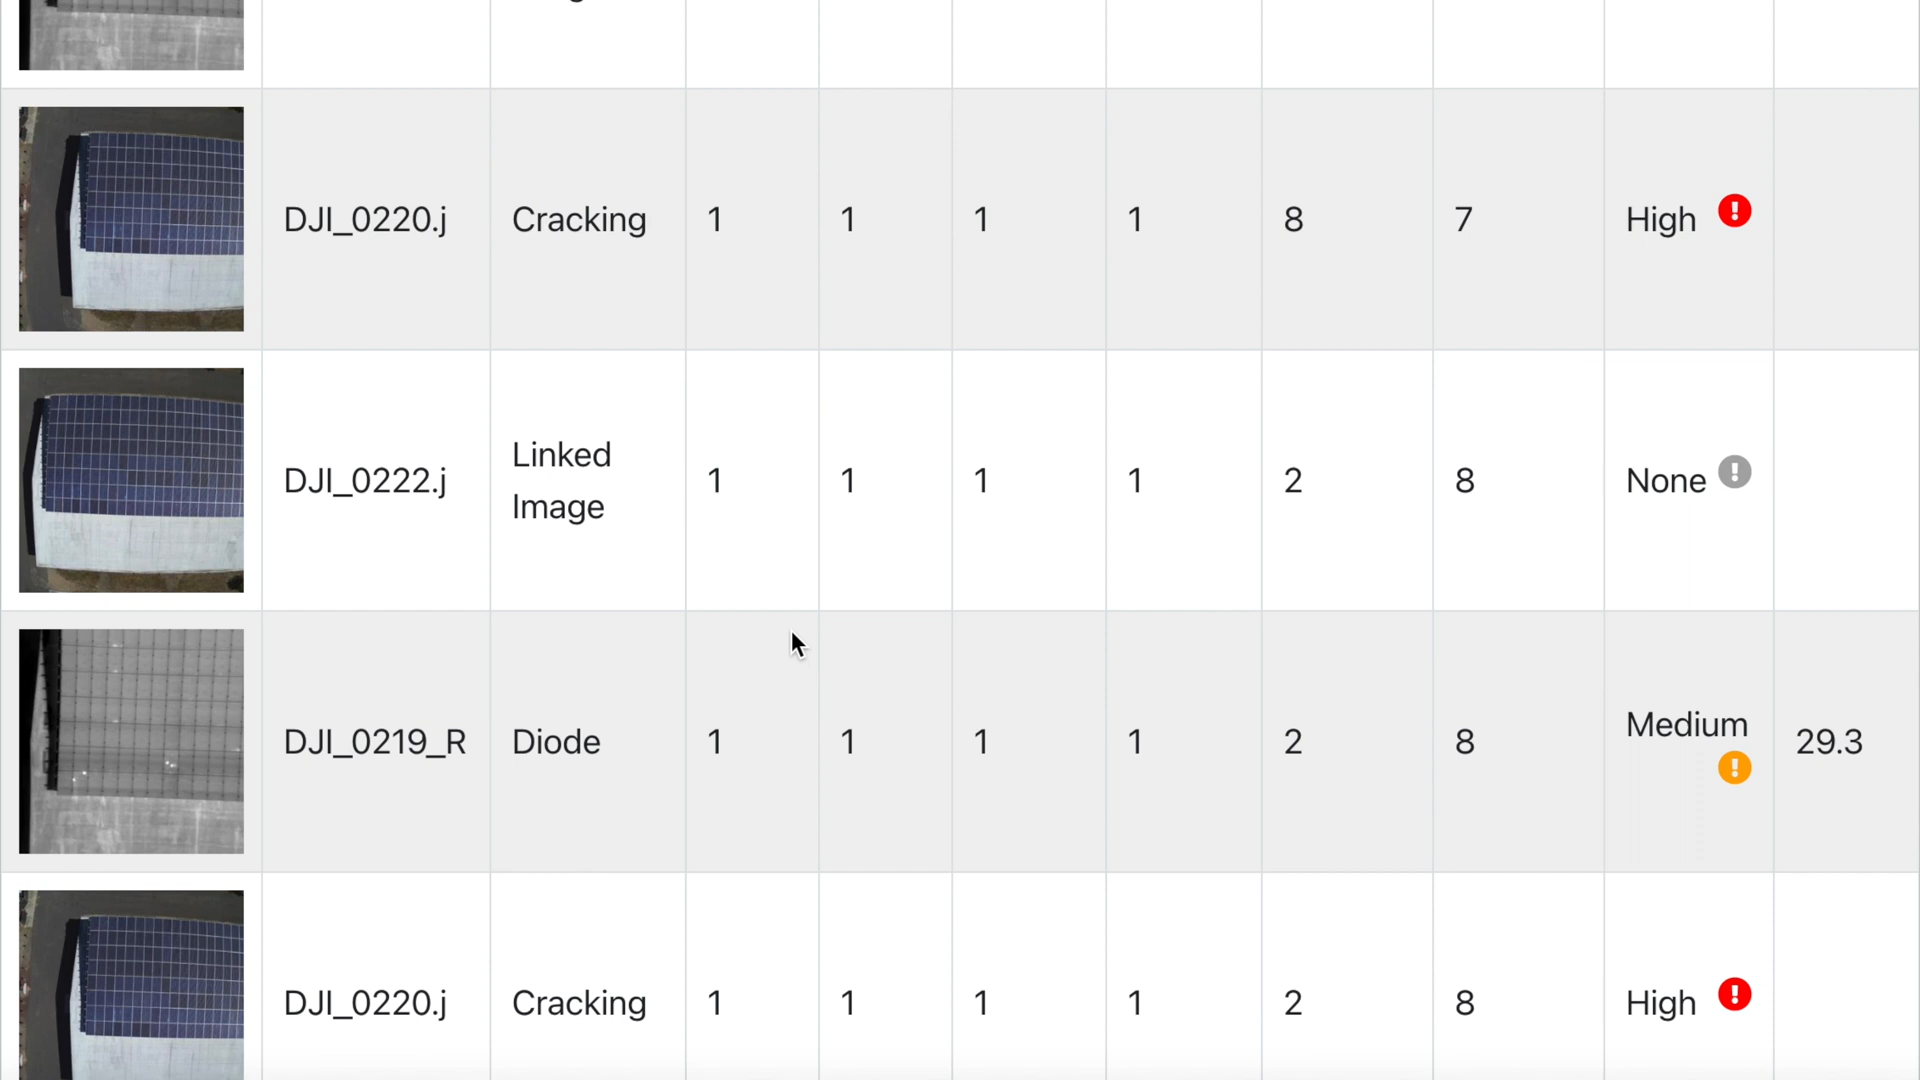 DJI_0220.j Cracking 1 1 1 1 8 7 High
DJI_0222.j Linked Image 1 1 1 1 2 8 None
DJI_0219_R Diode 1 1 1 1 2 8 Medium 29.3
DJI_0220.j Cracking 1 1 1 1 2 8 High